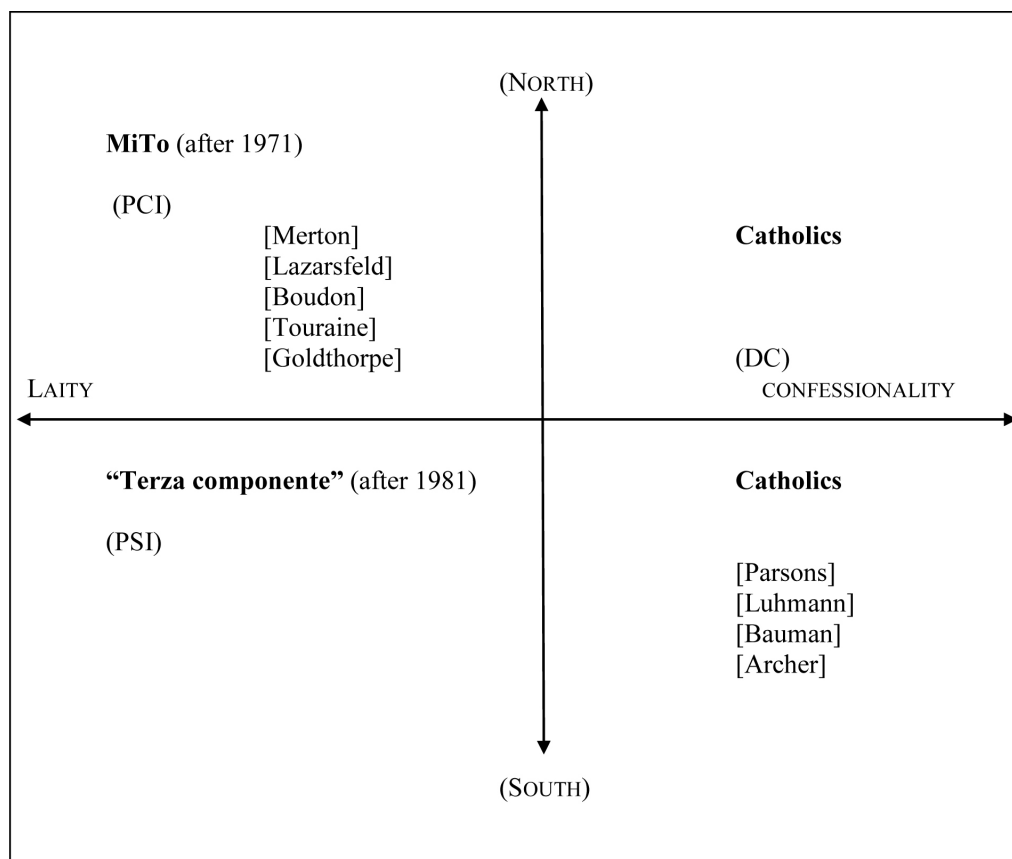 (NORTH)
MiTo (after 1971)
(PCI)
[Merton]
[Lazarsfeld]
[Boudon]
[Touraine]
[Goldthorpe]
Catholics
(DC)
LAITY
CONFESSIONALITY
“Terza componente” (after 1981)
(PSI)
Catholics
[Parsons]
[Luhmann]
[Bauman]
[Archer]
(SOUTH)